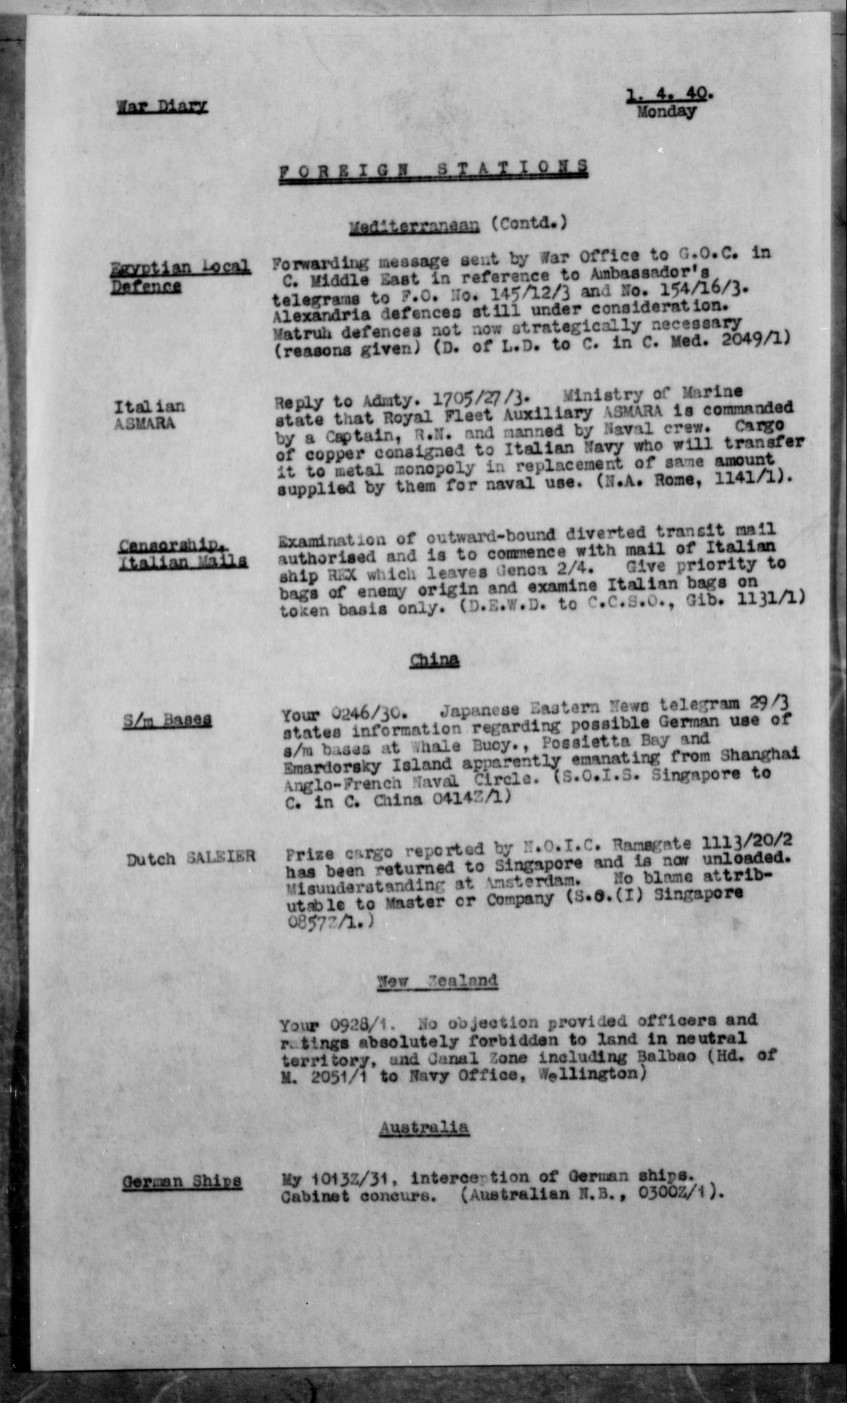 War Diary
1. 4. 40.
Monday
FOREIGN STATIONS
Mediterranean (Contd.)
Egyptian Local
Defence
Forwarding message sent by War Office to G.O.C. in
C. Middle East in reference to Ambassador's
telegrams to F.O. No. 145/12/3 and No. 154/16/3.
Alexandria defences still under consideration.
Matruh defences not now strategically necessary
(reasons given) (D. of L.D. to C. in C. Med. 2049/1)
Italian
ASMARA
Reply to Admty. 1705/27/3. Ministry of Marine
state that Royal Fleet Auxiliary ASMARA is commanded
by a Captain, R.N. and manned by Naval crew. Cargo
of copper consigned to Italian Navy who will transfer
it to metal monopoly in replacement of same amount
supplied by them for naval use. (N.A. Rome, 1141/1).
Censorship.
Italian Mails
Examination of outward-bound diverted transit mail
authorised and is to commence with mail of Italian
ship REX which leaves Genoa 2/4. Give priority to
bags of enemy origin and examine Italian bags on
token basis only. (D.E.W.D. to C.C.S.O., Gib. 1131/1)
China
S/m Bases
Your 0246/30. Japanese Eastern News telegram 29/3
states information regarding possible German use of
s/m bases at Whale Buoy., Possietta Bay and
Emardorsky Island apparently emanating from Shanghai
Anglo-French Naval Circle. (S.O.I.S. Singapore to
C. in C. China 0414Z/1)
Dutch SALEIER
Prize cargo reported by N.O.I.C. Ramsgate 1113/20/2
has been returned to Singapore and is now unloaded.
Misunderstanding at Amsterdam. No blame attrib-
utable to Master or Company (S.O.(I) Singapore
0857Z/1.)
New Zealand
Your 0928/1. No objection provided officers and
ratings absolutely forbidden to land in neutral
territory, and Canal Zone including Balbao (Hd. of
M. 2051/1 to Navy Office, Wellington)
Australia
German Ships
My 1013Z/31, interception of German ships.
Cabinet concurs. (Australian N.B., 0300Z/1).